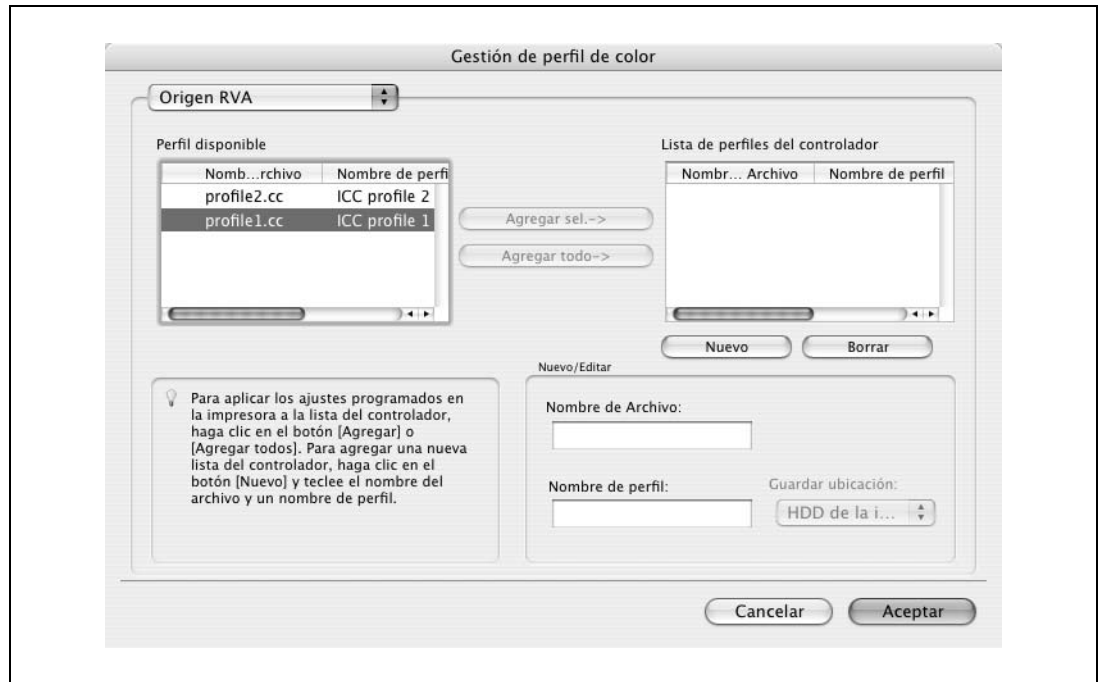 Gestión de perfil de color
Origen RVA
Perfil disponible
Nomb...rchivo Nombre de perfi
profile2.cc ICC profile 2
profile1.cc ICC profile 1
Agregar sel.->
Agregar todo->
Lista de perfiles del controlador
Nombr... Archivo Nombre de perfil
Nuevo Borrar
Para aplicar los ajustes programados en
la impresora a la lista del controlador,
haga clic en el botón [Agregar] o
[Agregar todos]. Para agregar una nueva
lista del controlador, haga clic en el
botón [Nuevo] y teclee el nombre del
archivo y un nombre de perfil.
Nuevo/Editar
Nombre de Archivo:
Nombre de perfil:
Guardar ubicación:
HDD de la i...
Cancelar Aceptar